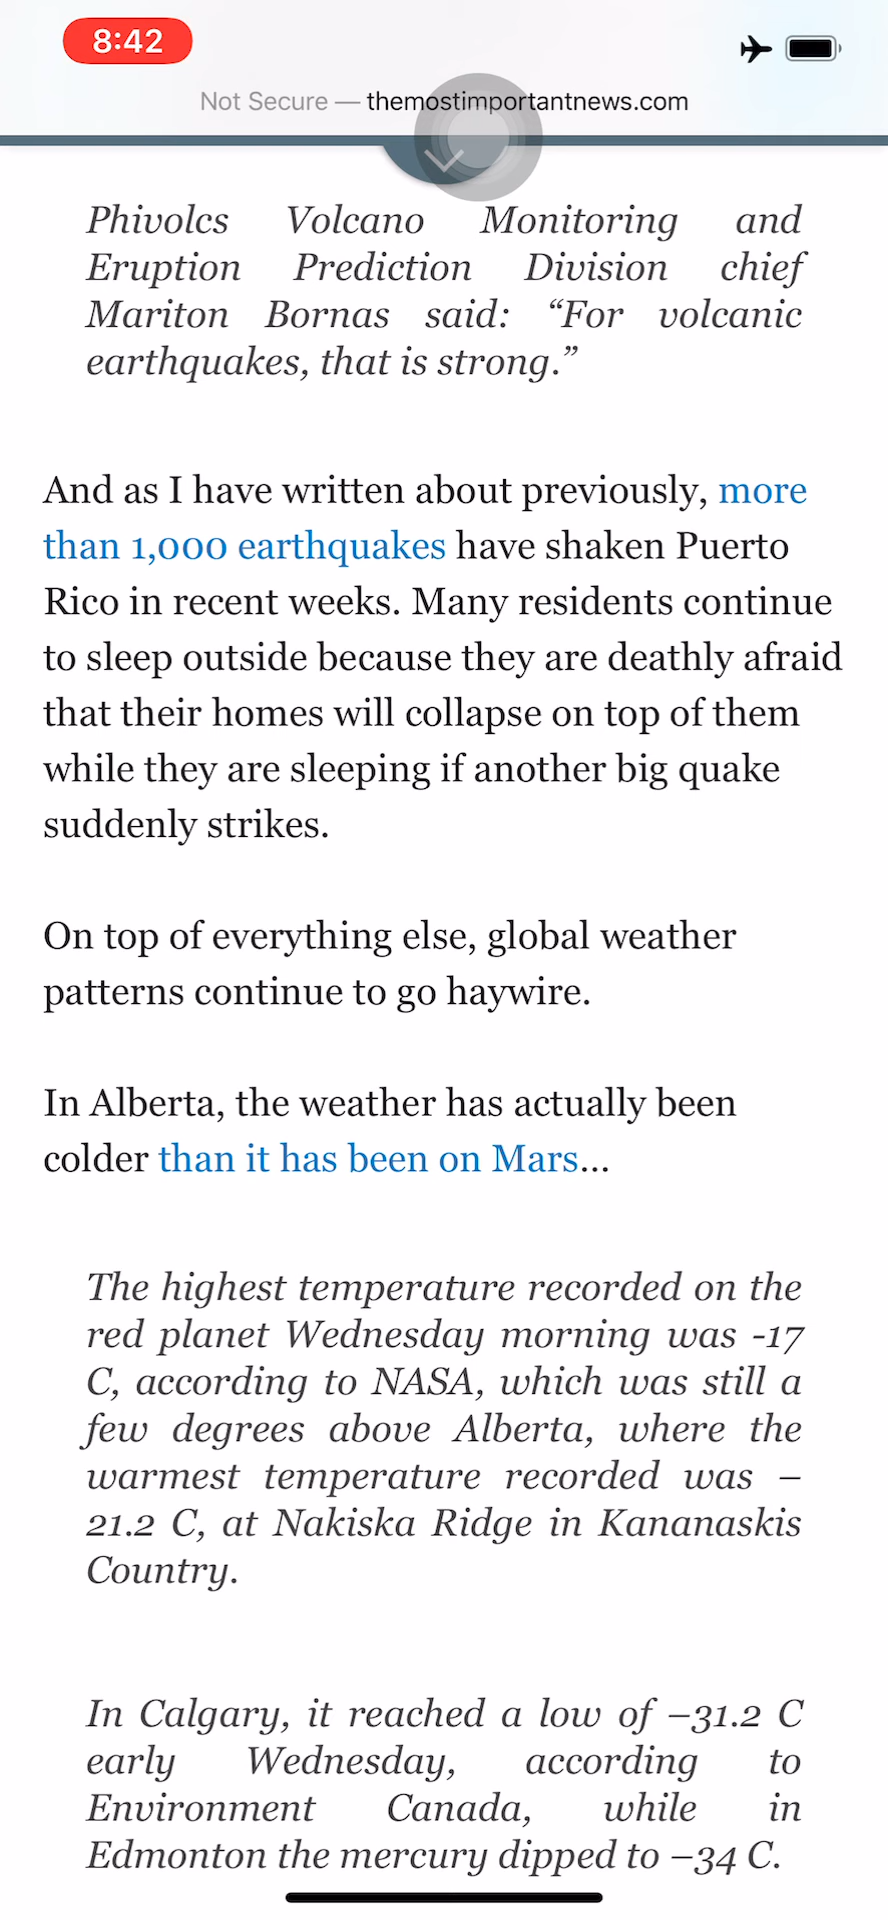 8:42
Not Secure — themostimportantnews.com
Phivolcs Volcano Monitoring and
Eruption Prediction Division chief
Mariton Bornas said: “For volcanic
earthquakes, that is strong.”
And as I have written about previously, more
than 1,000 earthquakes have shaken Puerto
Rico in recent weeks. Many residents continue
to sleep outside because they are deathly afraid
that their homes will collapse on top of them
while they are sleeping if another big quake
suddenly strikes.
On top of everything else, global weather
patterns continue to go haywire.
In Alberta, the weather has actually been
colder than it has been on Mars...
The highest temperature recorded on the
red planet Wednesday morning was -17
C, according to NASA, which was still a
few degrees above Alberta, where the
warmest temperature recorded was –
21.2 C, at Nakiska Ridge in Kananaskis
Country.
In Calgary, it reached a low of –31.2 C
early Wednesday, according to
Environment Canada, while in
Edmonton the mercury dipped to –34 C.